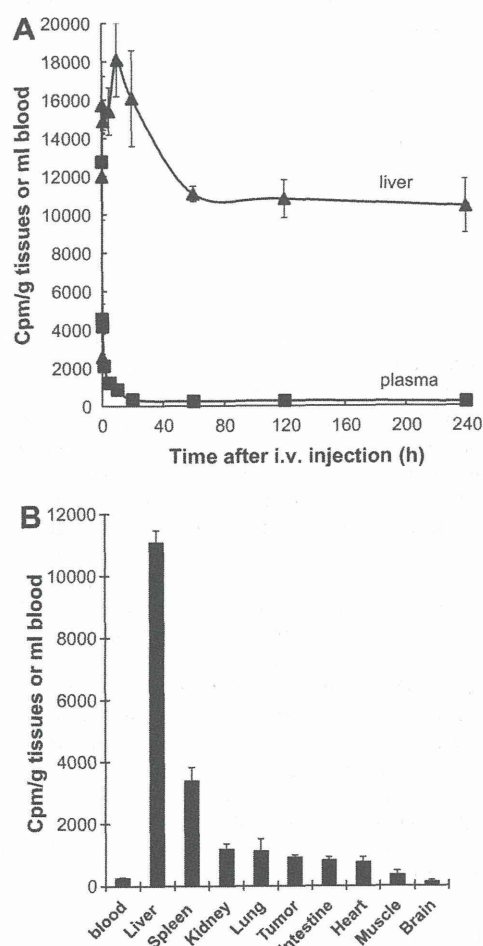 A
Cpm/g tissues or ml blood
20000
18000
16000
14000
12000
10000
8000
6000
4000
2000
0
liver
plasma
0 40 80 120 160 200 240
Time after i.v. injection (h)
B
Cpm/g tissues or ml blood
12000
10000
8000
6000
4000
2000
0
blood
Liver
Spleen
Kidney
Lung
Tumor
Intestine
Heart
Muscle
Brain